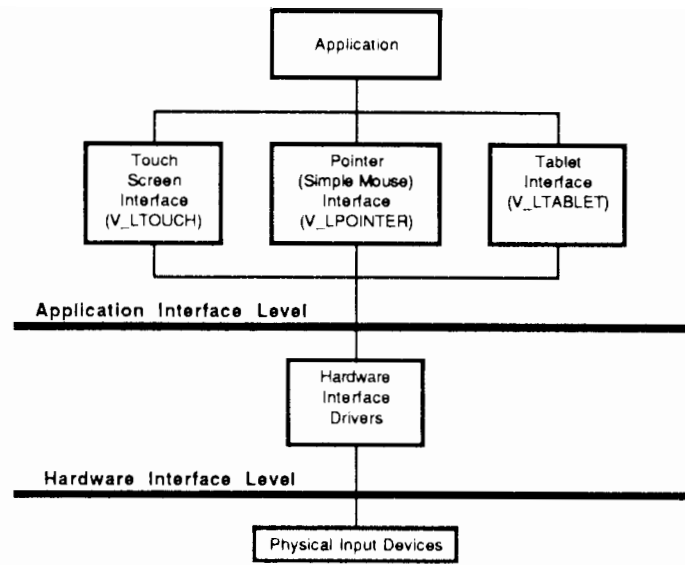 Application
Touch
Screen
Interface
(V_LTOUCH)
Pointer
(Simple Mouse)
Interface
(V_LPOINTER)
Tablet
Interface
(V_LTABLET)
Application Interface Level
Hardware
Interface
Drivers
Hardware Interface Level
Physical Input Devices